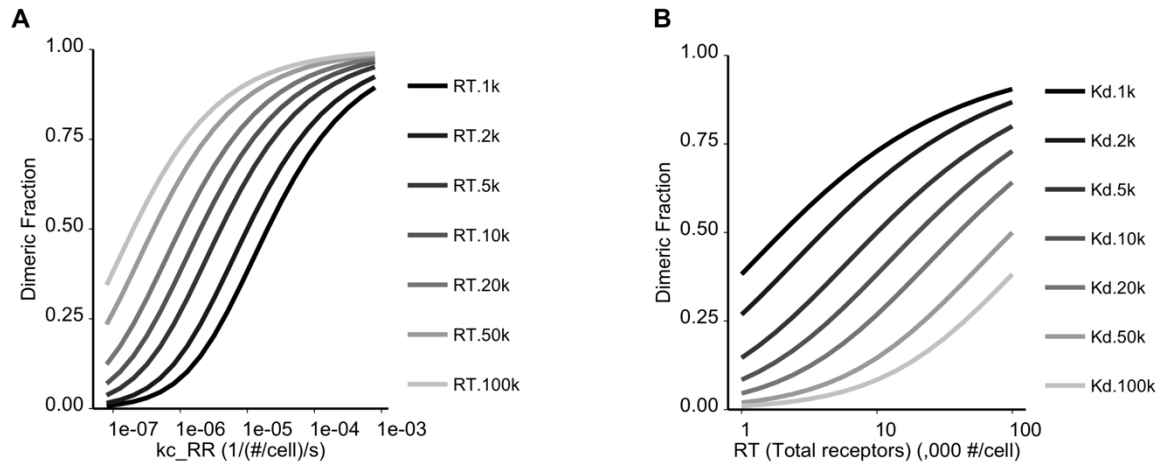 A
Dimeric Fraction
1.00
0.75
0.50
0.25
0.00
1e-07 1e-06 1e-05 1e-04 1e-03
kc_RR (1/(#/cell)/s)
RT.1k
RT.2k
RT.5k
RT.10k
RT.20k
RT.50k
RT.100k
B
Dimeric Fraction
1.00
0.75
0.50
0.25
0.00
1 10 100
RT (Total receptors) (,000 #/cell)
Kd.1k
Kd.2k
Kd.5k
Kd.10k
Kd.20k
Kd.50k
Kd.100k